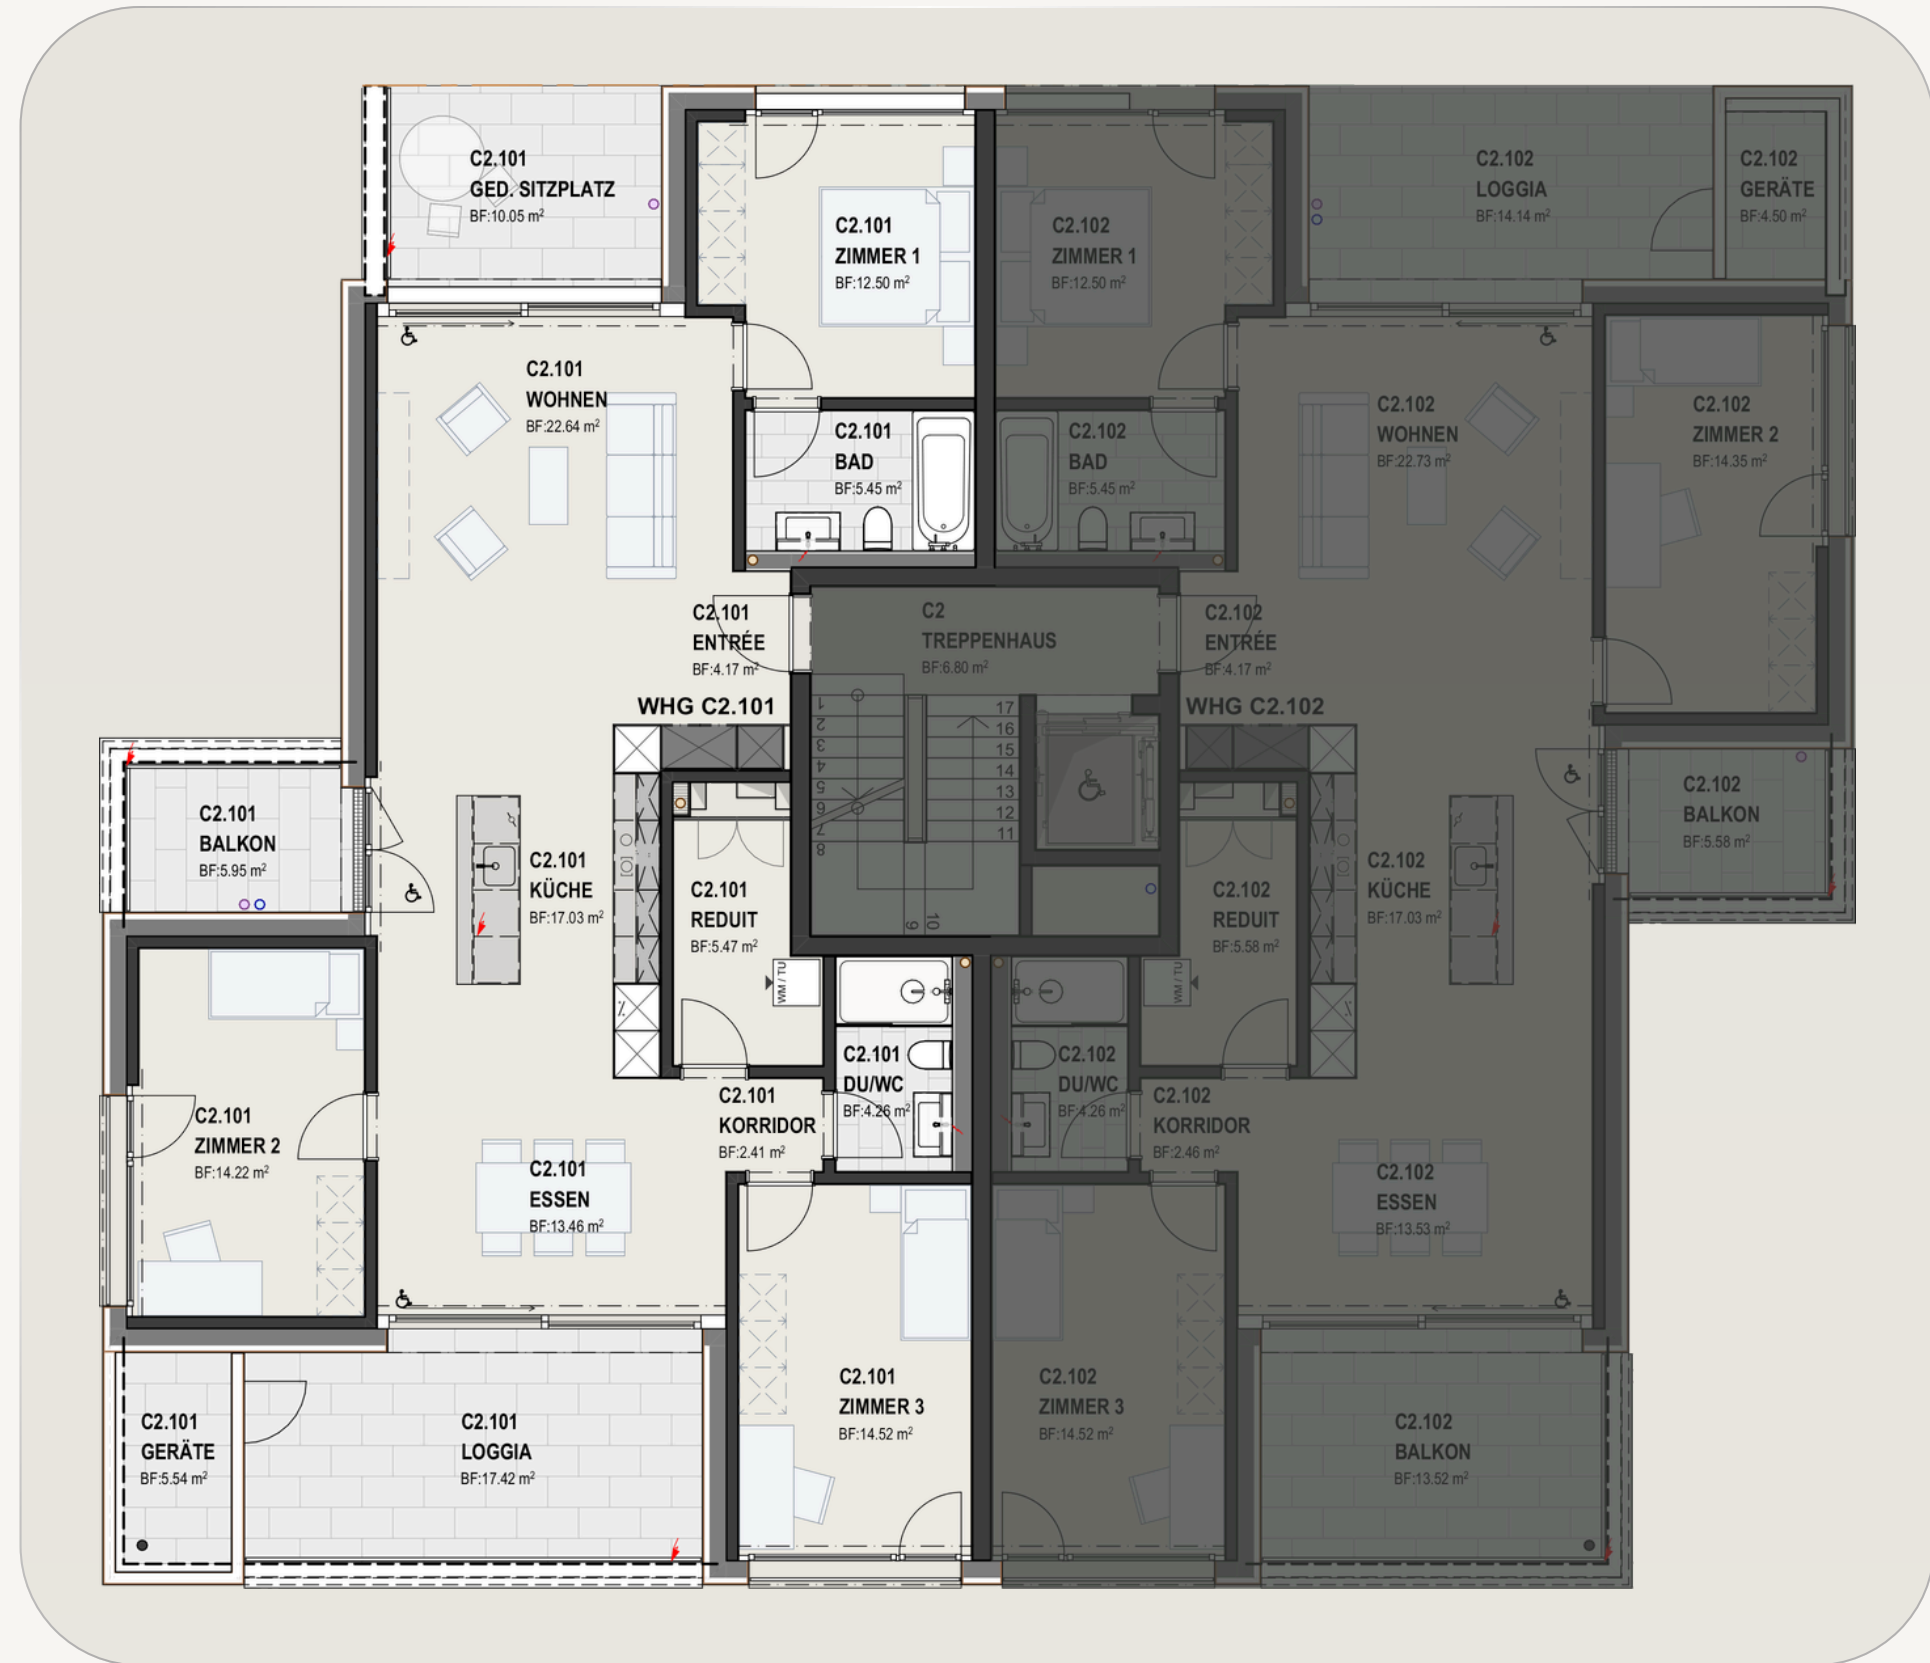 C2.101
GED. SITZPLATZ
BF:10.05 m²
C2.101
ZIMMER 1
BF:12.50 m²
C2.102
ZIMMER 1
BF:12.50 m²
C2.102
LOGGIA
BF:14.14 m²
C2.102
GERÄTE
BF:4.50 m²
C2.101
WOHNEN
BF:22.64 m²
C2.101
BAD
BF:5.45 m²
C2.102
BAD
BF:5.45 m²
C2.102
WOHNEN
BF:22.73 m²
C2.102
ZIMMER 2
BF:14.35 m²
C2.101
ENTRÉE
BF:4.17 m²
C2
TREPPENHAUS
BF:6.80 m²
C2.102
ENTRÉE
BF:4.17 m²
WHG C2.101
WHG C2.102
1
2
3
4
5
6
7
8
9
10
17
16
15
14
13
12
11
C2.101
BALKON
BF:5.95 m²
C2.101
KÜCHE
BF:17.03 m²
C2.101
REDUIT
BF:5.47 m²
WM / TU
C2.102
REDUIT
BF:5.58 m²
WM / TU
C2.102
KÜCHE
BF:17.03 m²
C2.102
BALKON
BF:5.58 m²
C2.101
ZIMMER 2
BF:14.22 m²
C2.101
DU/WC
BF:4.26 m²
C2.102
DU/WC
BF:4.26 m²
C2.101
KORRIDOR
BF:2.41 m²
C2.102
KORRIDOR
BF:2.46 m²
C2.101
ESSEN
BF:13.46 m²
C2.102
ESSEN
BF:13.53 m²
C2.101
GERÄTE
BF:5.54 m²
C2.101
LOGGIA
BF:17.42 m²
C2.101
ZIMMER 3
BF:14.52 m²
C2.102
ZIMMER 3
BF:14.52 m²
C2.102
BALKON
BF:13.52 m²